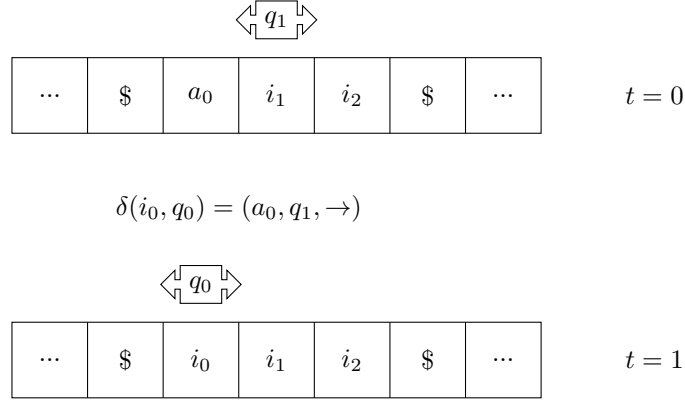 q₁
... $ a₀ i₁ i₂ $ ... t = 0
δ(i₀, q₀) = (a₀, q₁, →)
q₀
... $ i₀ i₁ i₂ $ ... t = 1